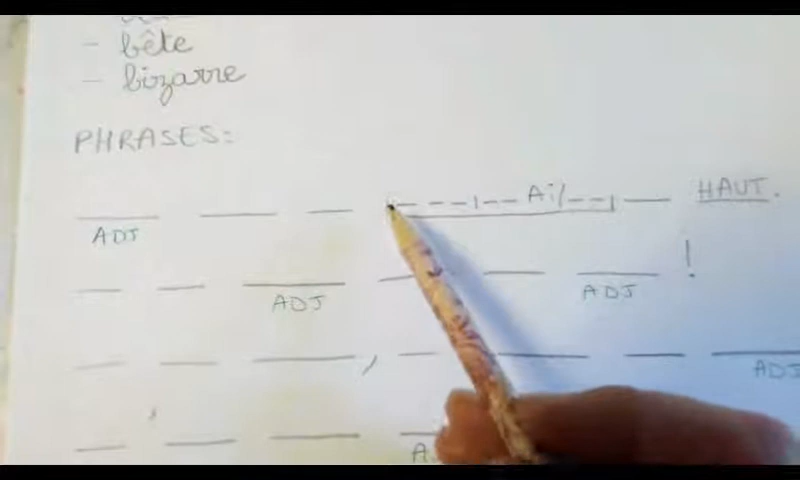 - bête
- bizarre
PHRASES:
Ail HAUT.
ADJ
!
ADJ ADJ
,
ADJ
'
A.